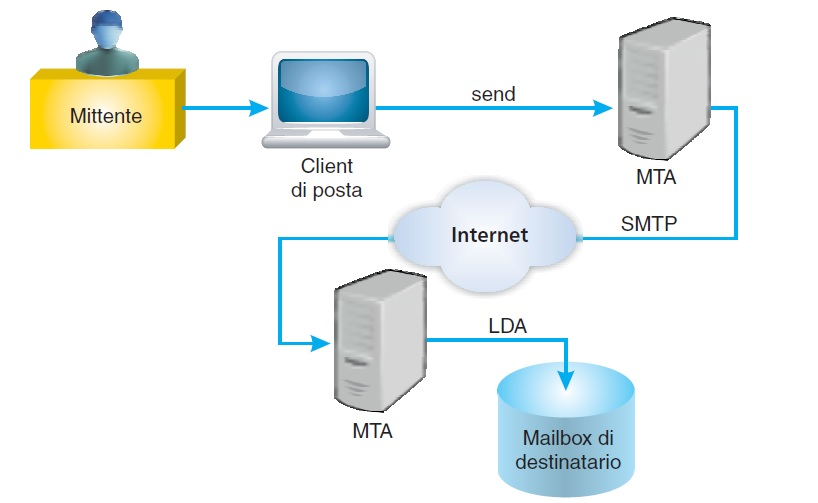 Mittente
send
Client
di posta
MTA
SMTP
Internet
LDA
MTA
Mailbox di
destinatario